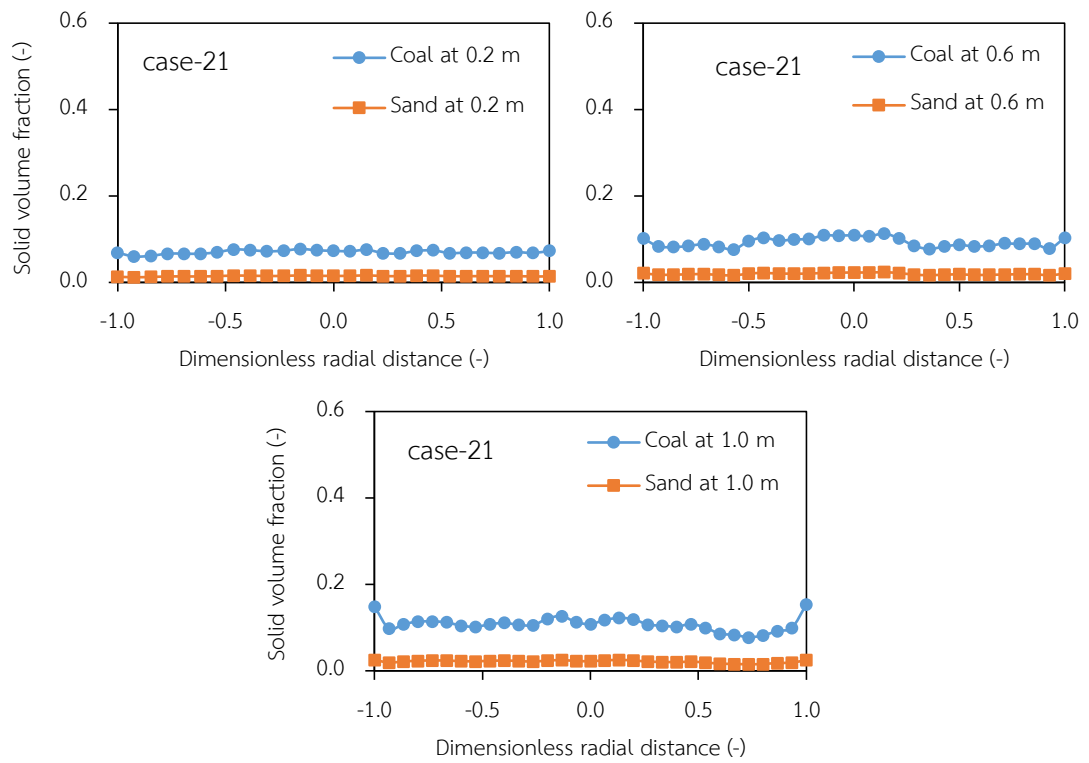 0.6
0.4
0.2
0.0
Solid volume fraction (-)
case-21
Coal at 0.2 m
Sand at 0.2 m
-1.0 -0.5 0.0 0.5 1.0
Dimensionless radial distance (-)
0.6
0.4
0.2
0.0
case-21
Coal at 0.6 m
Sand at 0.6 m
-1.0 -0.5 0.0 0.5 1.0
Dimensionless radial distance (-)
0.6
0.4
0.2
0.0
Solid volume fraction (-)
case-21
Coal at 1.0 m
Sand at 1.0 m
-1.0 -0.5 0.0 0.5 1.0
Dimensionless radial distance (-)